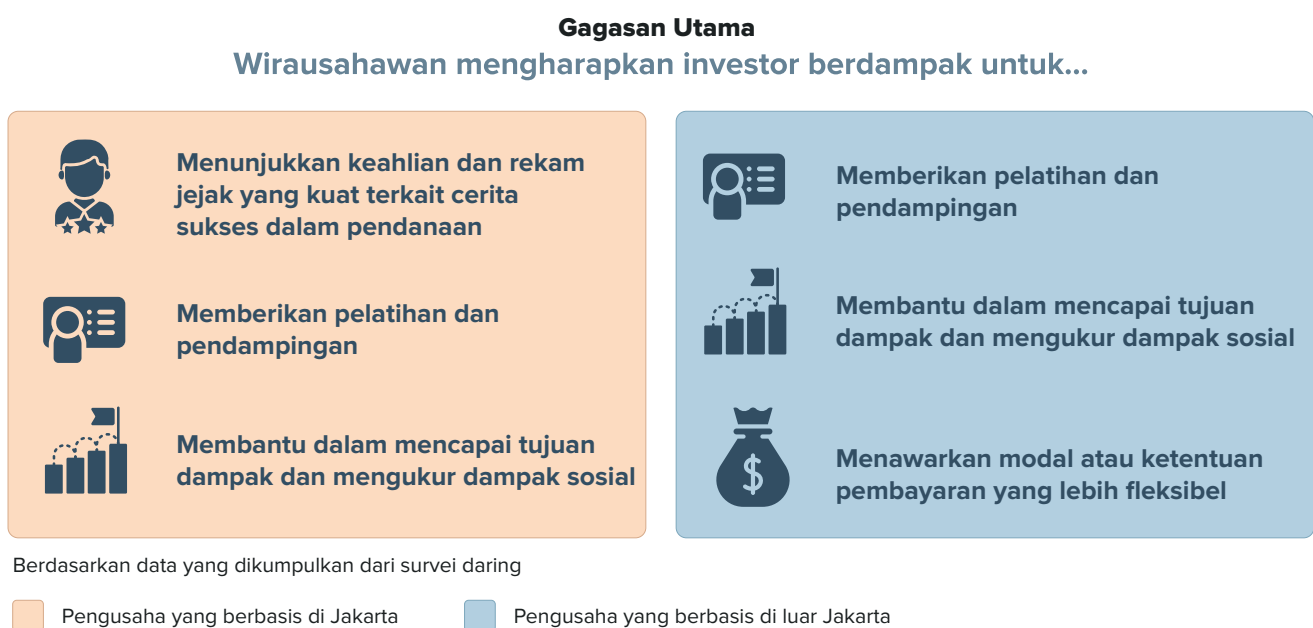 Gagasan Utama
Wirausahawan mengharapkan investor berdampak untuk...
Menunjukkan keahlian dan rekam
jejak yang kuat terkait cerita
sukses dalam pendanaan
Memberikan pelatihan dan
pendampingan
Membantu dalam mencapai tujuan
dampak dan mengukur dampak sosial
Memberikan pelatihan dan
pendampingan
Membantu dalam mencapai tujuan
dampak dan mengukur dampak sosial
$
Menawarkan modal atau ketentuan
pembayaran yang lebih fleksibel
Berdasarkan data yang dikumpulkan dari survei daring
Pengusaha yang berbasis di Jakarta
Pengusaha yang berbasis di luar Jakarta